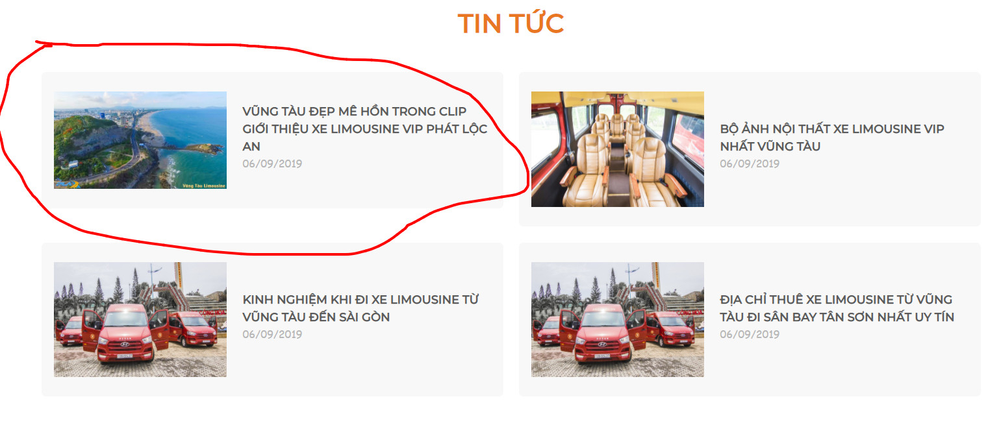 TIN TỨC
VŨNG TÀU ĐẸP MÊ HỒN TRONG CLIP
GIỚI THIỆU XE LIMOUSINE VIP PHÁT LỘC
AN
06/09/2019
Vũng Tàu Limousine
BỘ ẢNH NỘI THẤT XE LIMOUSINE VIP
NHẤT VŨNG TÀU
06/09/2019
KINH NGHIỆM KHI ĐI XE LIMOUSINE TỪ
VŨNG TÀU ĐẾN SÀI GÒN
06/09/2019
ĐỊA CHỈ THUÊ XE LIMOUSINE TỪ VŨNG
TÀU ĐI SÂN BAY TÂN SƠN NHẤT UY TÍN
06/09/2019